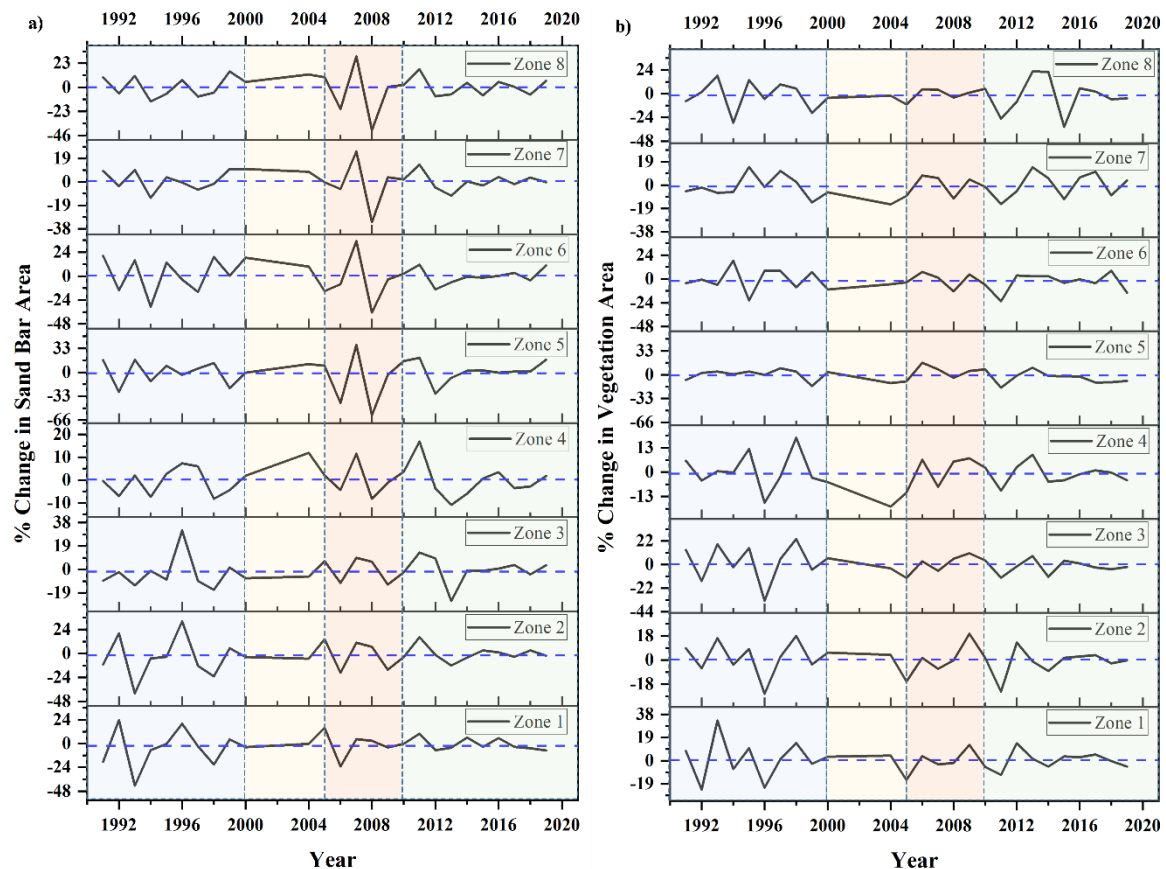 a)
1992 1996 2000 2004 2008 2012 2016 2020
23
0
-23
-46
Zone 8
19
0
-19
-38
Zone 7
24
0
-24
-48
Zone 6
33
0
-33
-66
Zone 5
20
10
0
-10
Zone 4
38
19
0
-19
Zone 3
24
0
-24
-48
Zone 2
24
0
-24
-48
Zone 1
1992 1996 2000 2004 2008 2012 2016 2020
Year
% Change in Sand Bar Area
b)
1992 1996 2000 2004 2008 2012 2016 2020
24
0
-24
-48
Zone 8
19
0
-19
-38
Zone 7
24
0
-24
-48
Zone 6
33
0
-33
-66
Zone 5
13
0
-13
Zone 4
22
0
-22
-44
Zone 3
18
0
-18
Zone 2
38
19
0
-19
Zone 1
1992 1996 2000 2004 2008 2012 2016 2020
Year
% Change in Vegetation Area